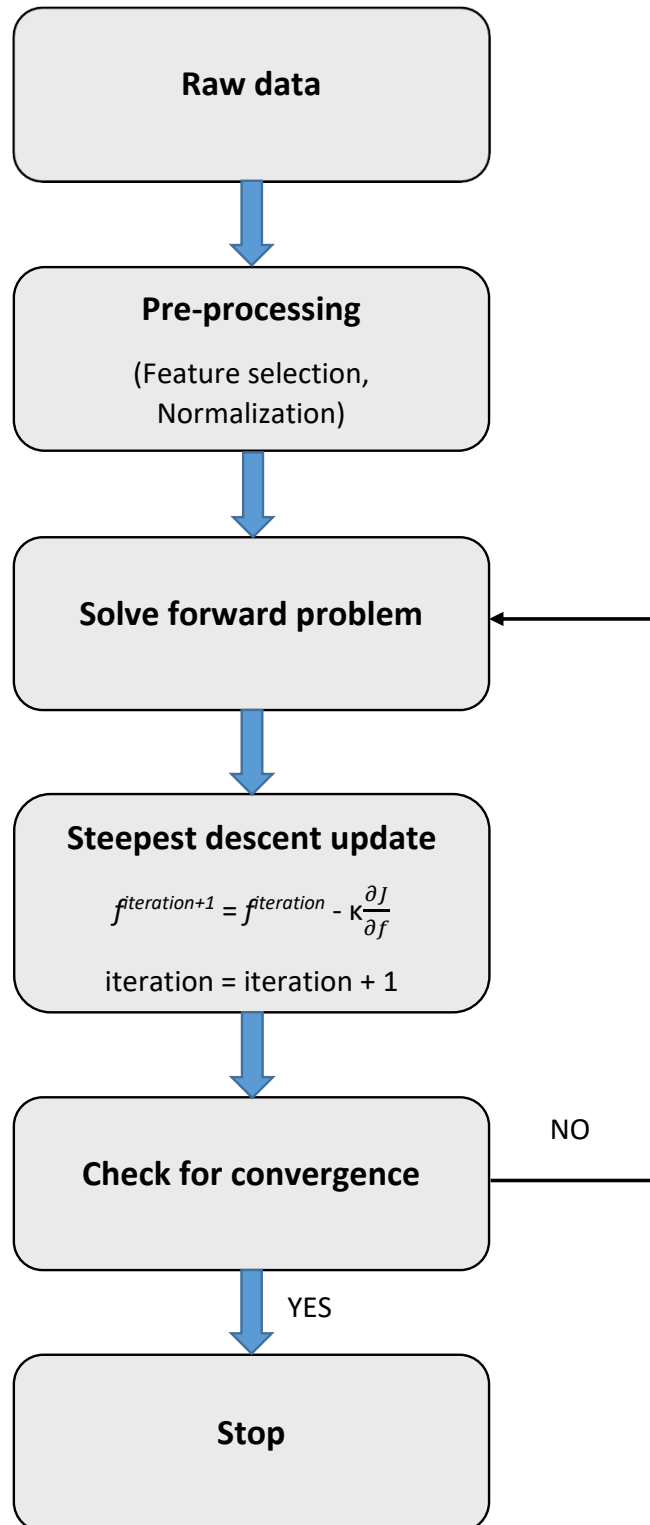 Raw data
Pre-processing
(Feature selection,
Normalization)
Solve forward problem
Steepest descent update
f^{iteration+1} = f^{iteration} - κ∂J/∂f
iteration = iteration + 1
NO
Check for convergence
YES
Stop